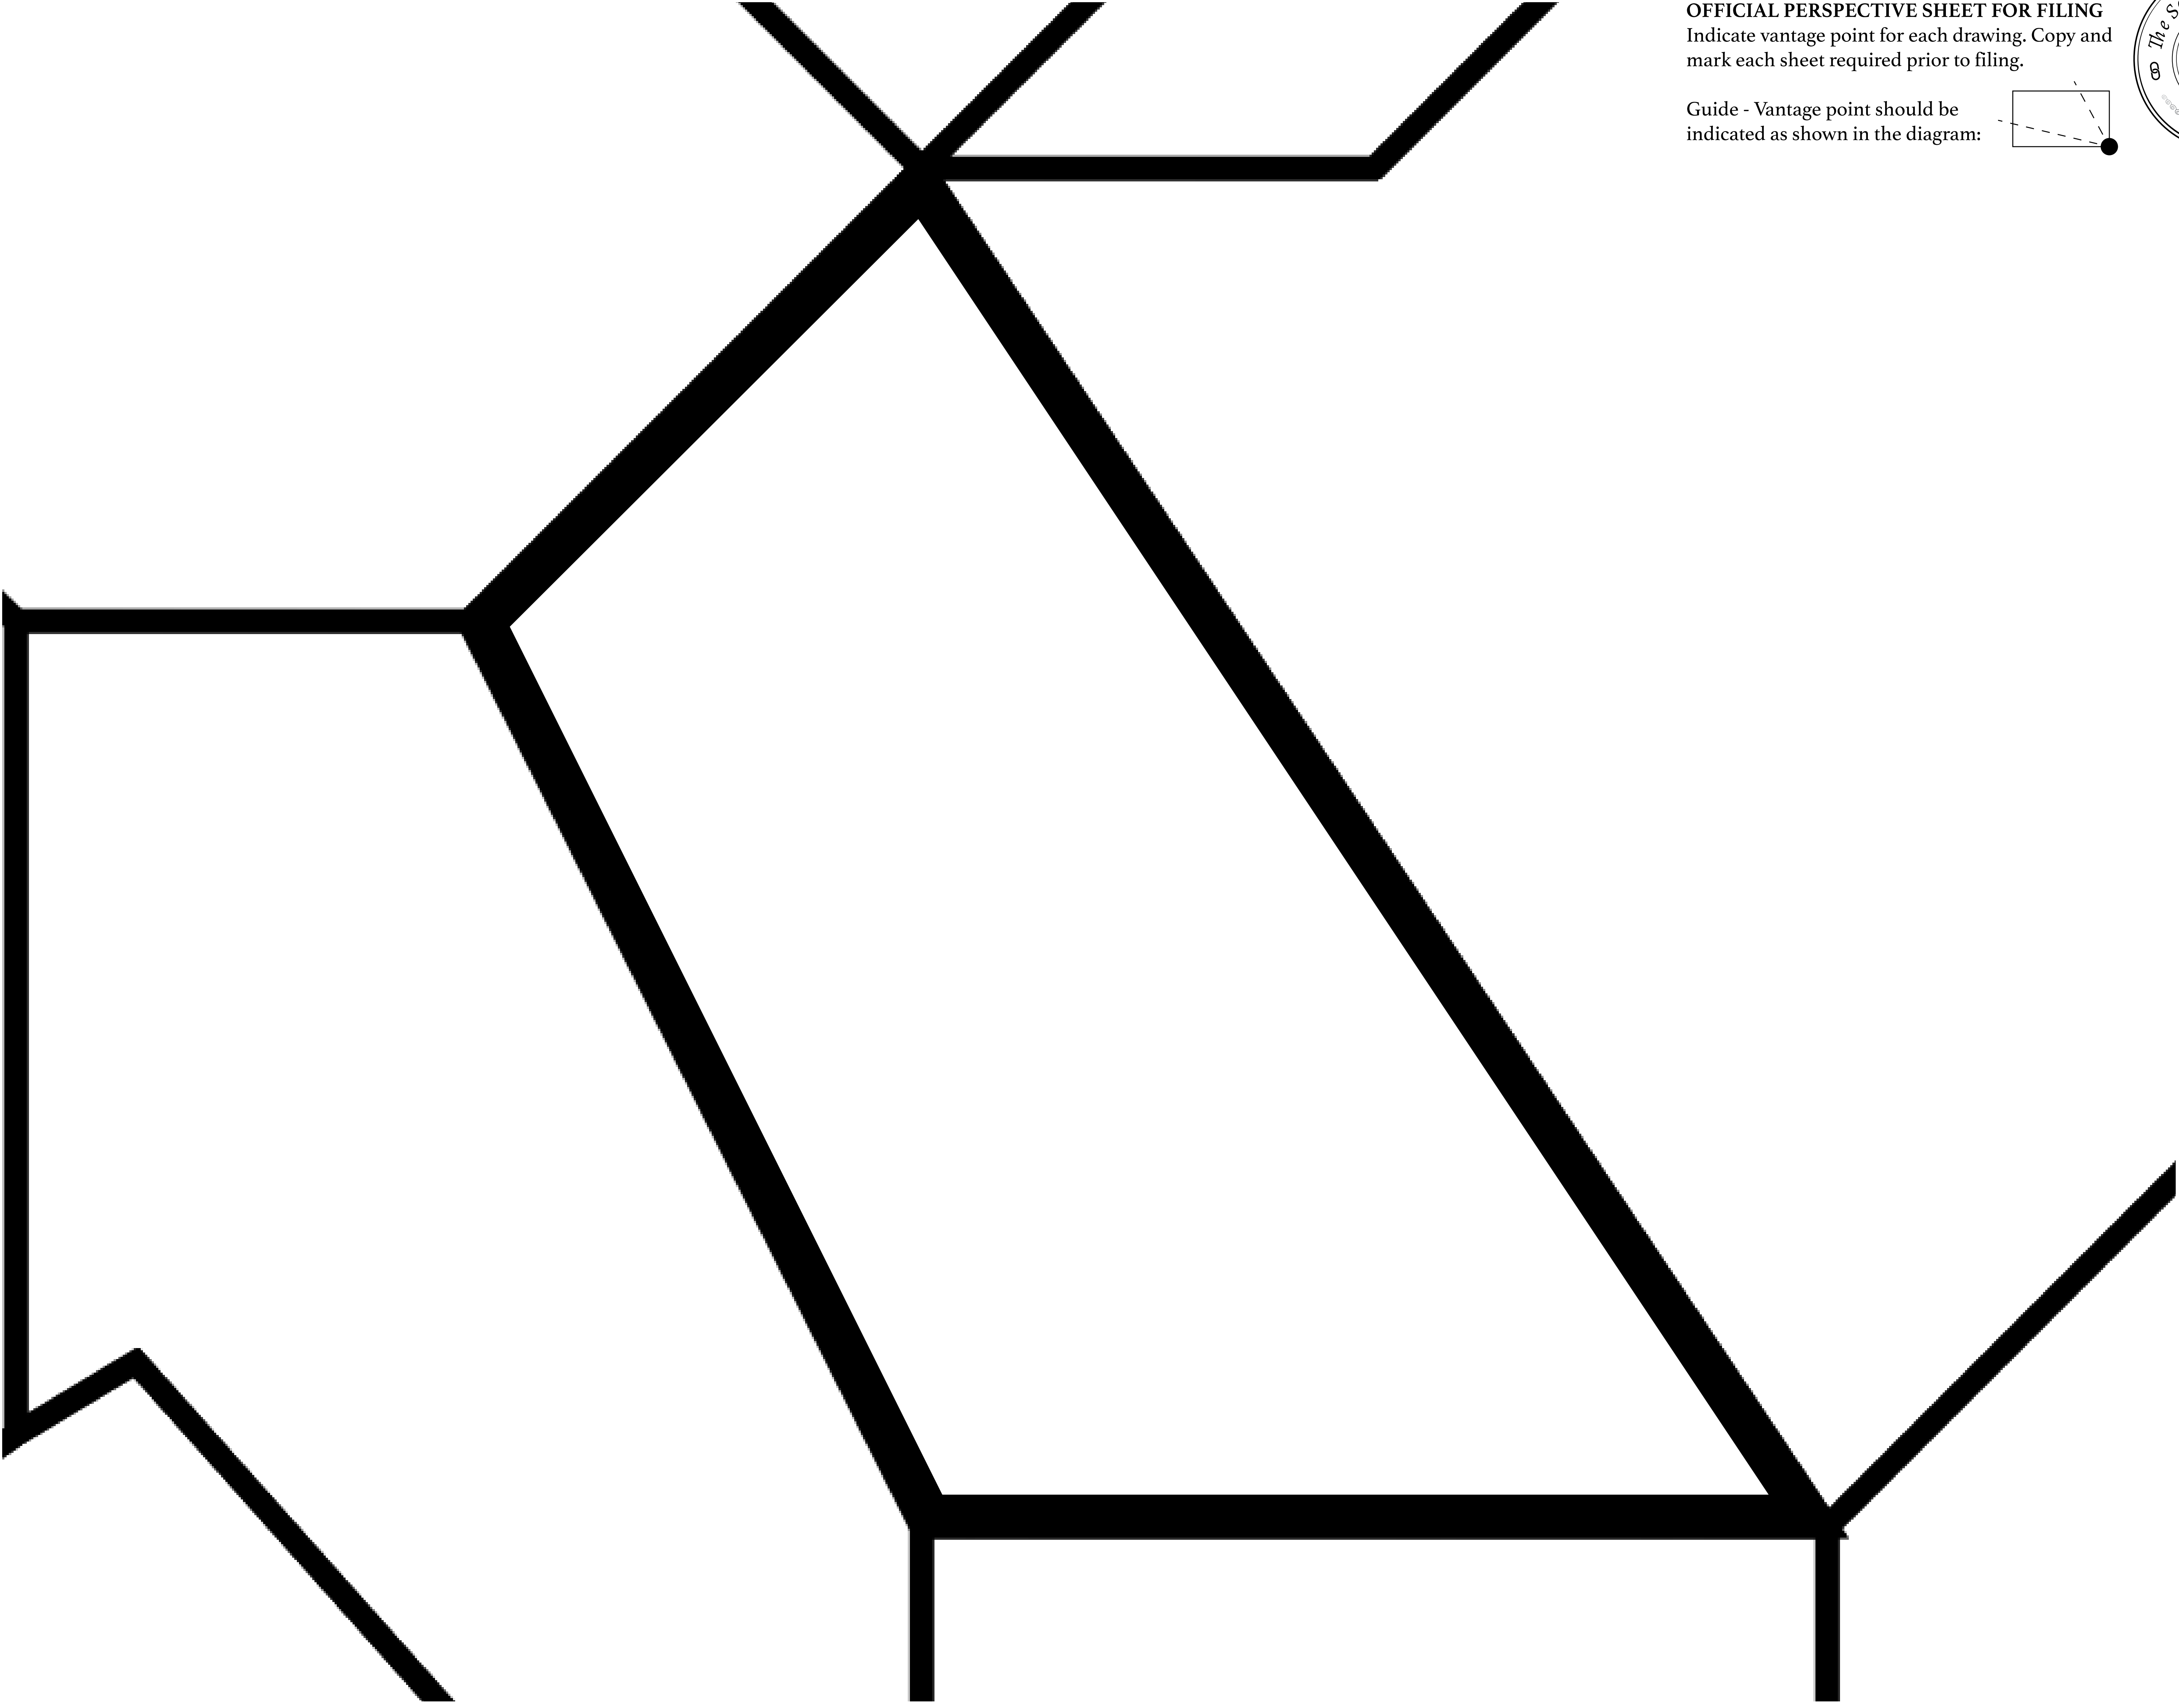 OFFICIAL PERSPECTIVE SHEET FOR FILING
Indicate vantage point for each drawing. Copy and
mark each sheet required prior to filing.
Guide - Vantage point should be
indicated as shown in the diagram:
The